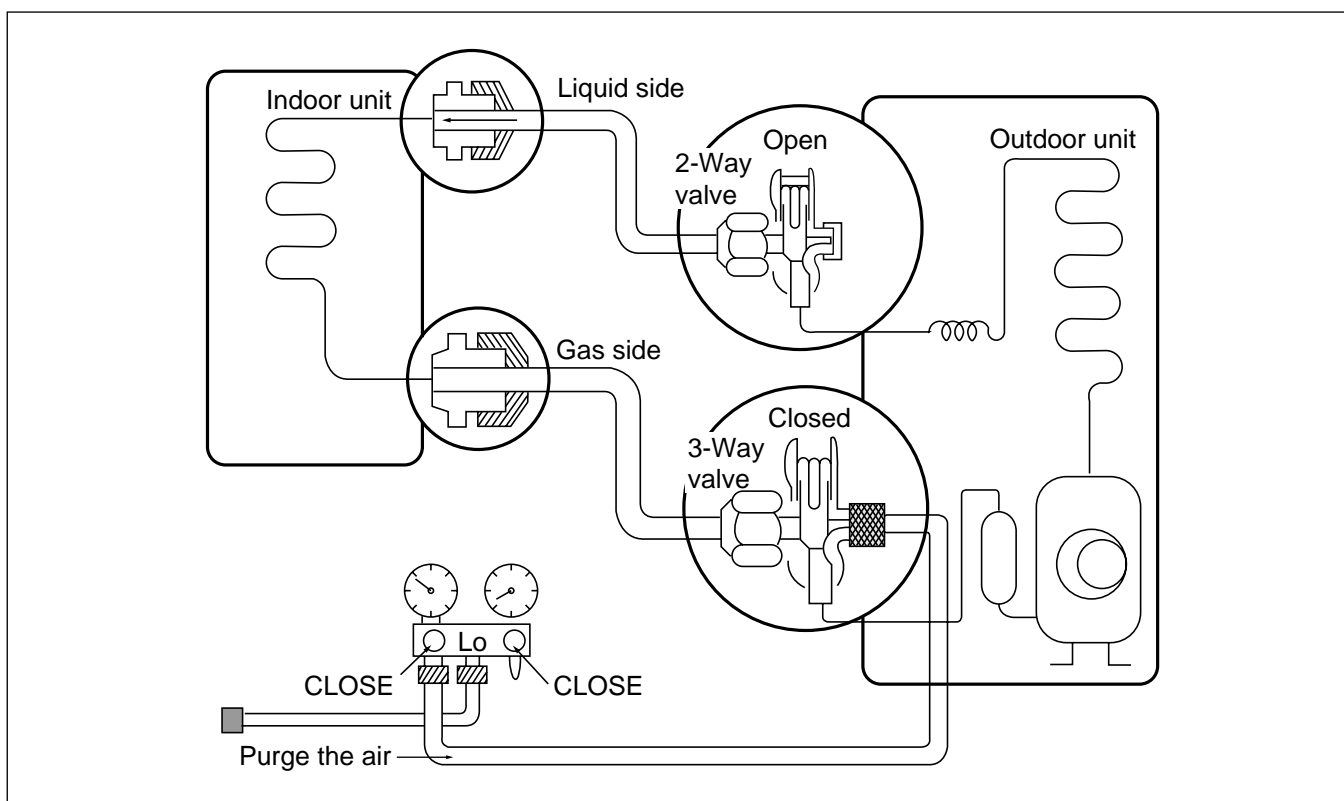 Indoor unit
Liquid side
Open
2-Way
valve
Outdoor unit
Gas side
Closed
3-Way
valve
Lo
CLOSE
CLOSE
Purge the air